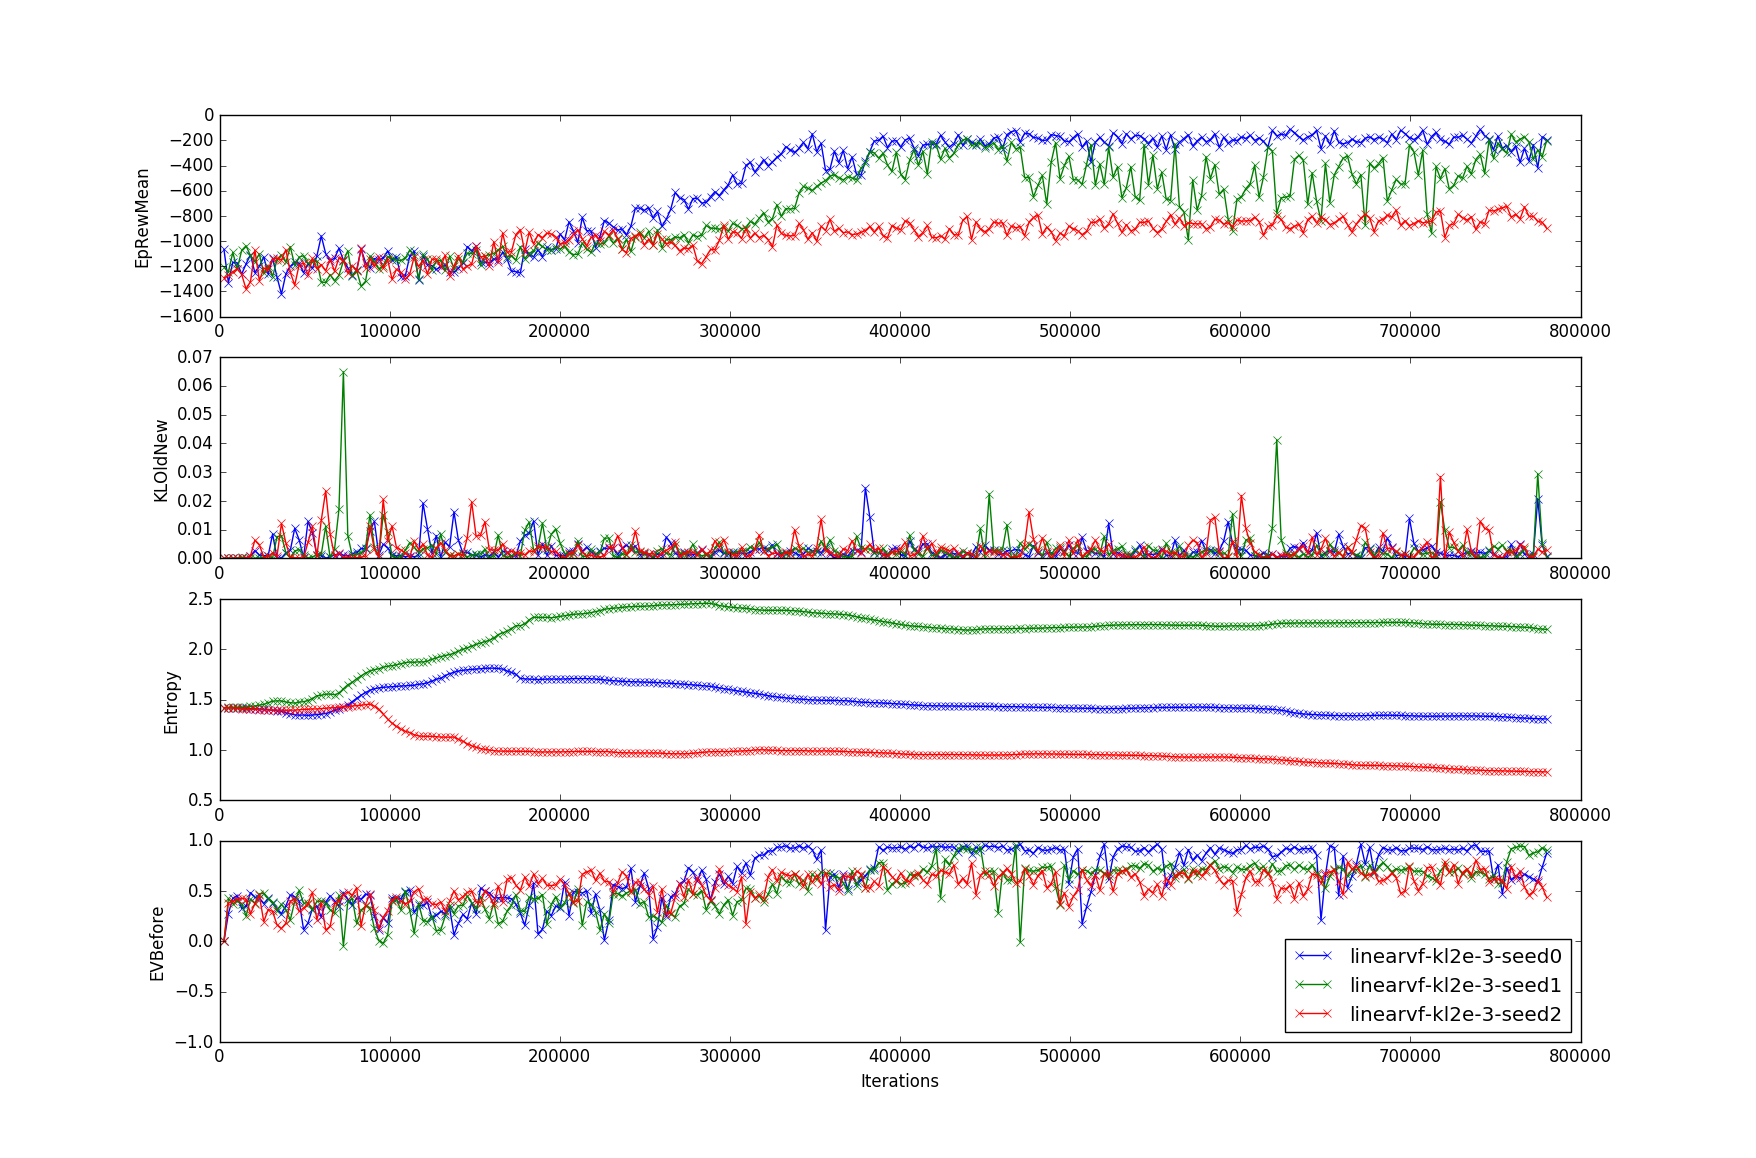 0
−200
−400
−600
−800
−1000
−1200
−1400
−1600
EpRewMean
0 100000 200000 300000 400000 500000 600000 700000 800000
0.07
0.06
0.05
0.04
0.03
0.02
0.01
0.00
KLOldNew
0 100000 200000 300000 400000 500000 600000 700000 800000
2.5
2.0
1.5
1.0
0.5
Entropy
0 100000 200000 300000 400000 500000 600000 700000 800000
1.0
0.5
0.0
−0.5
−1.0
EVBefore
linearvf-kl2e-3-seed0
linearvf-kl2e-3-seed1
linearvf-kl2e-3-seed2
0 100000 200000 300000 400000 500000 600000 700000 800000
Iterations